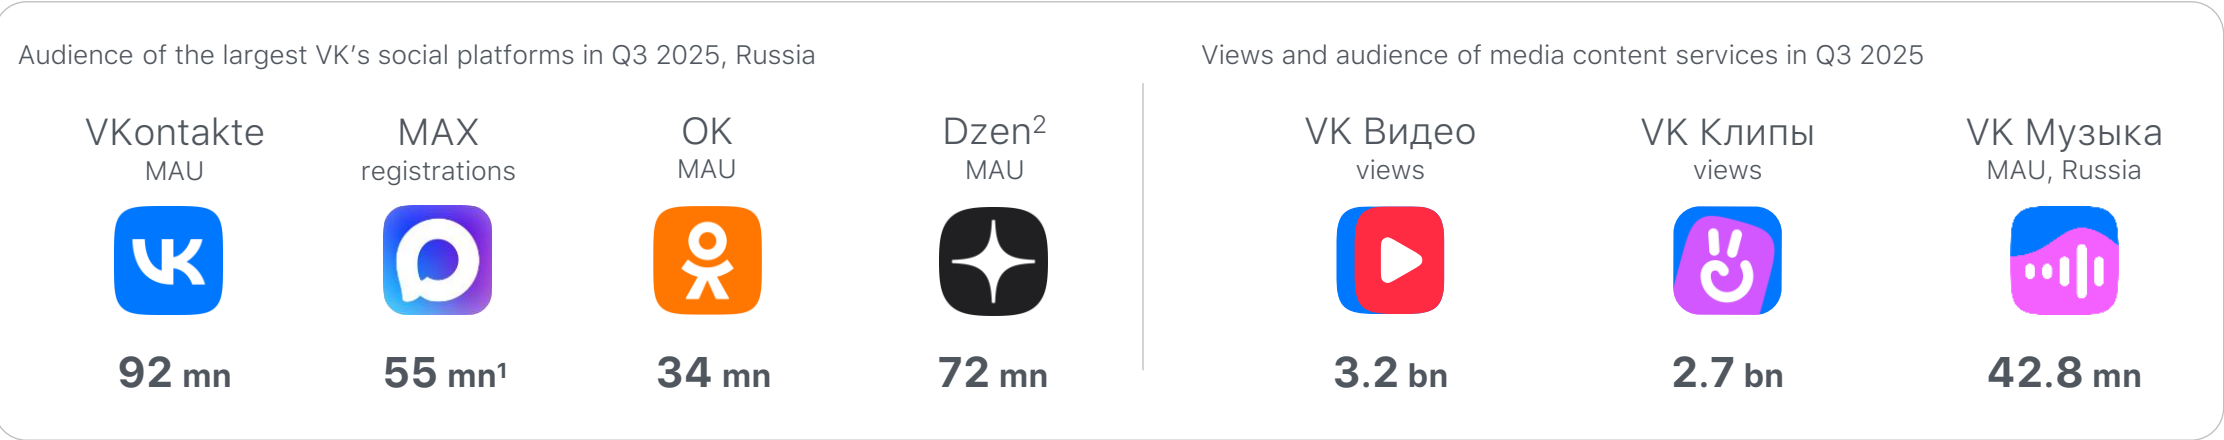 Audience of the largest VK’s social platforms in Q3 2025, Russia
VKontakte
MAU
92 mn
MAX
registrations
55 mn¹
OK
MAU
34 mn
Dzen²
MAU
72 mn
Views and audience of media content services in Q3 2025
VK Видео
views
3.2 bn
VK Клипы
views
2.7 bn
VK Музыка
MAU, Russia
42.8 mn